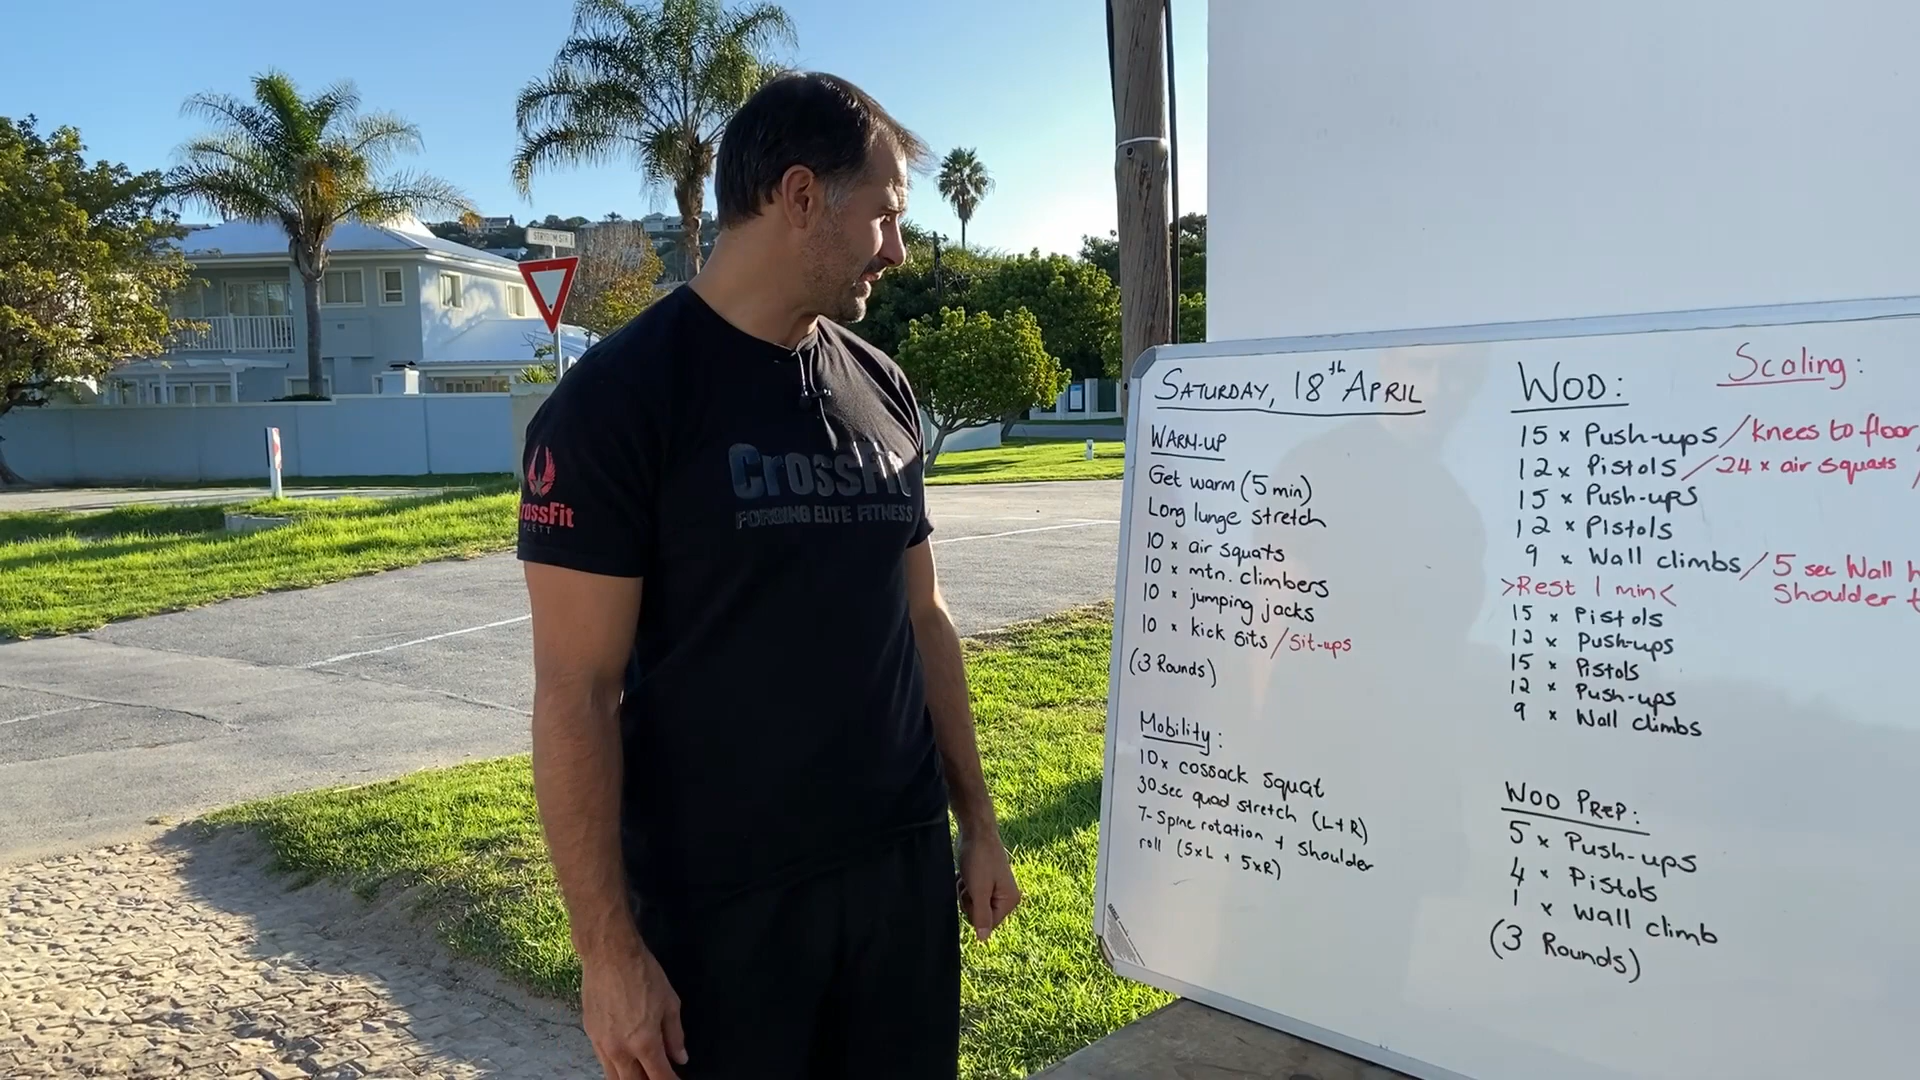 STRYDOM STR
CrossFit
FORGING ELITE FITNESS
CrossFit
PLETT
SATURDAY, 18th APRIL
WARM-UP
Get warm (5 min)
Long lunge stretch
10 x air squats
10 x mtn. climbers
10 x jumping jacks
10 x kick sits / Sit-ups
(3 Rounds)
Mobility:
10x cossack squat
30sec quad stretch (L+R)
T-Spine rotation + Shoulder
roll (5xL + 5xR)
WOD: Scaling:
15 x Push-ups / knees to floor
12 x Pistols / 24 x air squats /
15 x Push-ups
12 x Pistols
9 x Wall climbs / 5 sec Wall
>Rest 1 min< Shoulder
15 x Pistols
12 x Push-ups
15 x Pistols
12 x Push-ups
9 x Wall climbs
WOD PREP:
5 x Push-ups
4 x Pistols
1 x Wall climb
(3 Rounds)